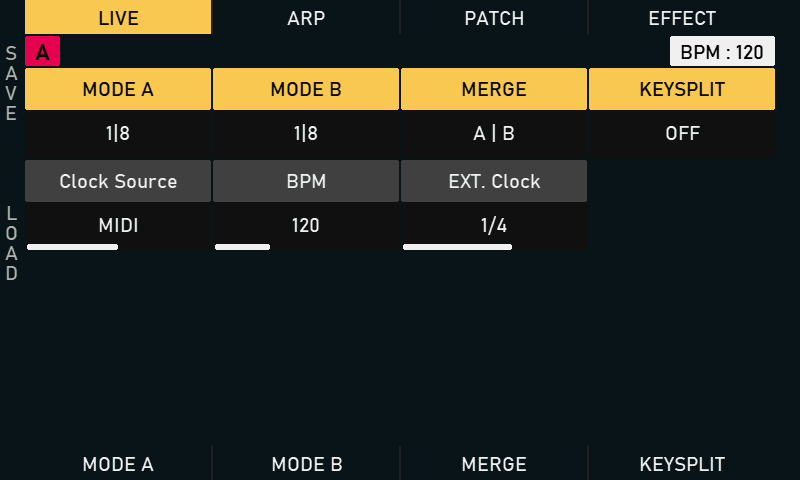 LIVE ARP PATCH EFFECT
A BPM : 120
SAVE
MODE A MODE B MERGE KEYSPLIT
1|8 1|8 A | B OFF
Clock Source BPM EXT. Clock
MIDI 120 1/4
LOAD
MODE A MODE B MERGE KEYSPLIT